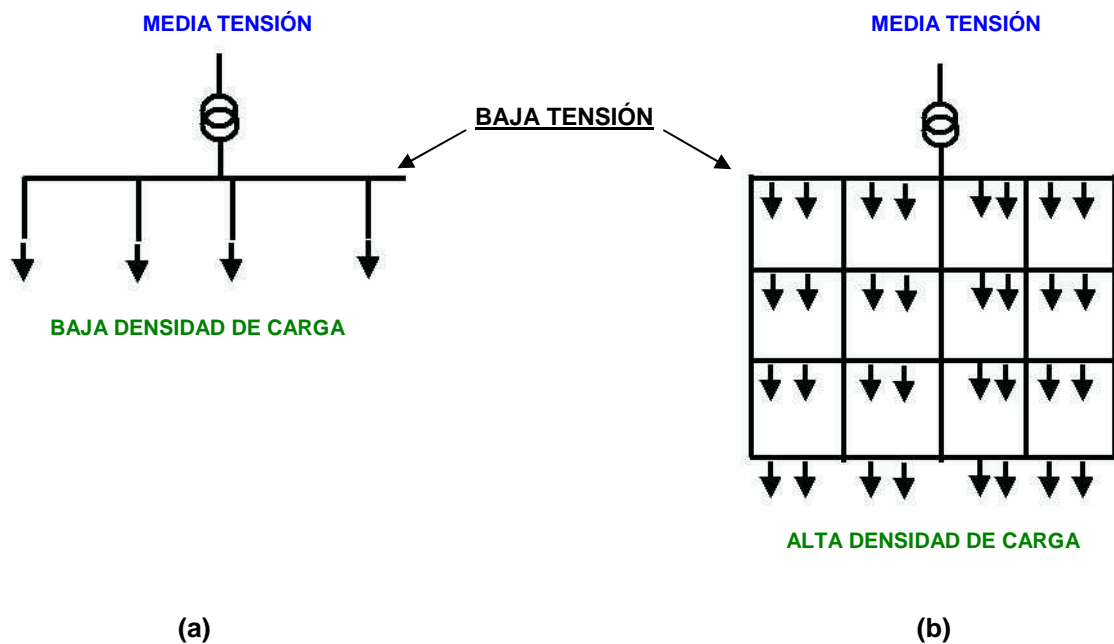 MEDIA TENSIÓN
MEDIA TENSIÓN
BAJA TENSIÓN
BAJA DENSIDAD DE CARGA
ALTA DENSIDAD DE CARGA
(a)
(b)